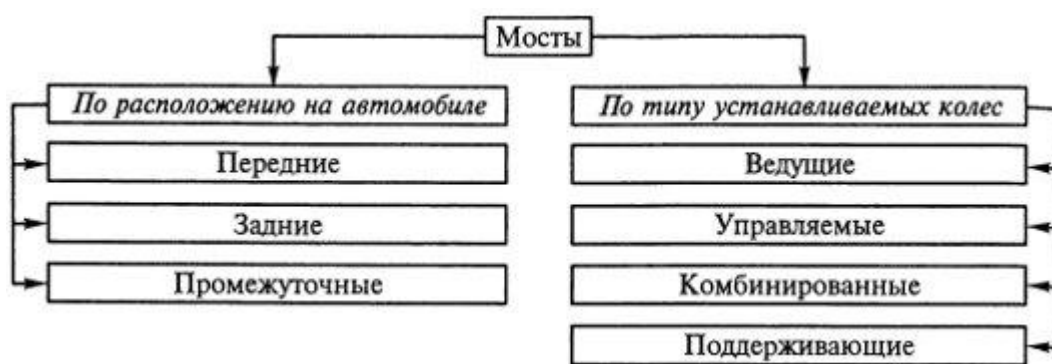 Мосты
По расположению на автомобиле
Передние
Задние
Промежуточные
По типу устанавливаемых колес
Ведущие
Управляемые
Комбинированные
Поддерживающие